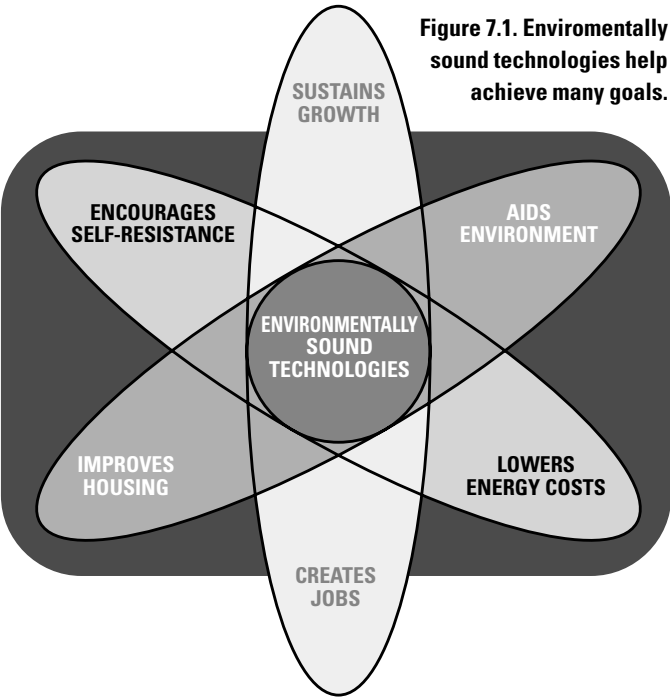 Figure 7.1. Enviromentally
sound technologies help
achieve many goals.
SUSTAINS
GROWTH
ENCOURAGES
SELF-RESISTANCE
AIDS
ENVIRONMENT
ENVIRONMENTALLY
SOUND
TECHNOLOGIES
IMPROVES
HOUSING
LOWERS
ENERGY COSTS
CREATES
JOBS